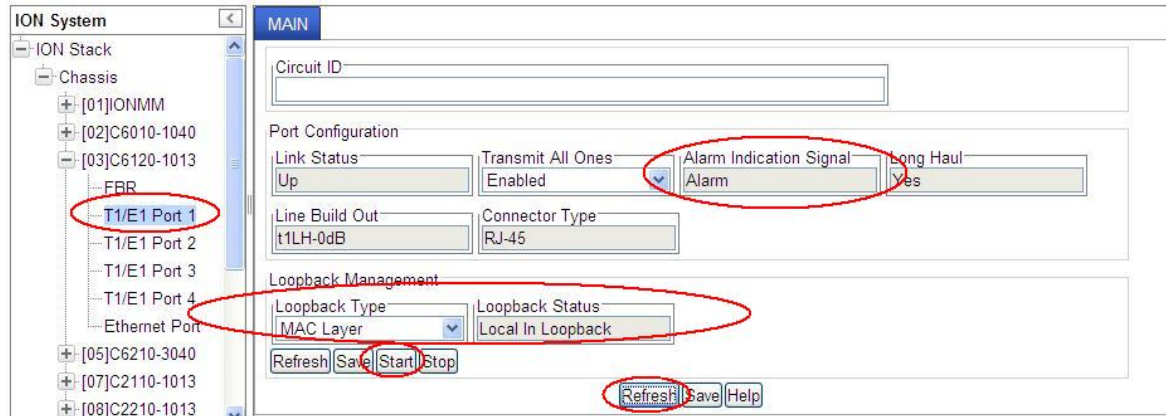 ION System
<
ION Stack
Chassis
[01]IONMM
[02]C6010-1040
[03]C6120-1013
FBR
T1/E1 Port 1
T1/E1 Port 2
T1/E1 Port 3
T1/E1 Port 4
Ethernet Port
[05]C6210-3040
[07]C2110-1013
[08]C2210-1013
MAIN
Circuit ID
Port Configuration
Link Status Transmit All Ones Alarm Indication Signal Long Haul
Up Enabled Alarm Yes
Line Build Out Connector Type
t1LH-0dB RJ-45
Loopback Management
Loopback Type Loopback Status
MAC Layer Local In Loopback
Refresh Save Start Stop
Refresh Save Help